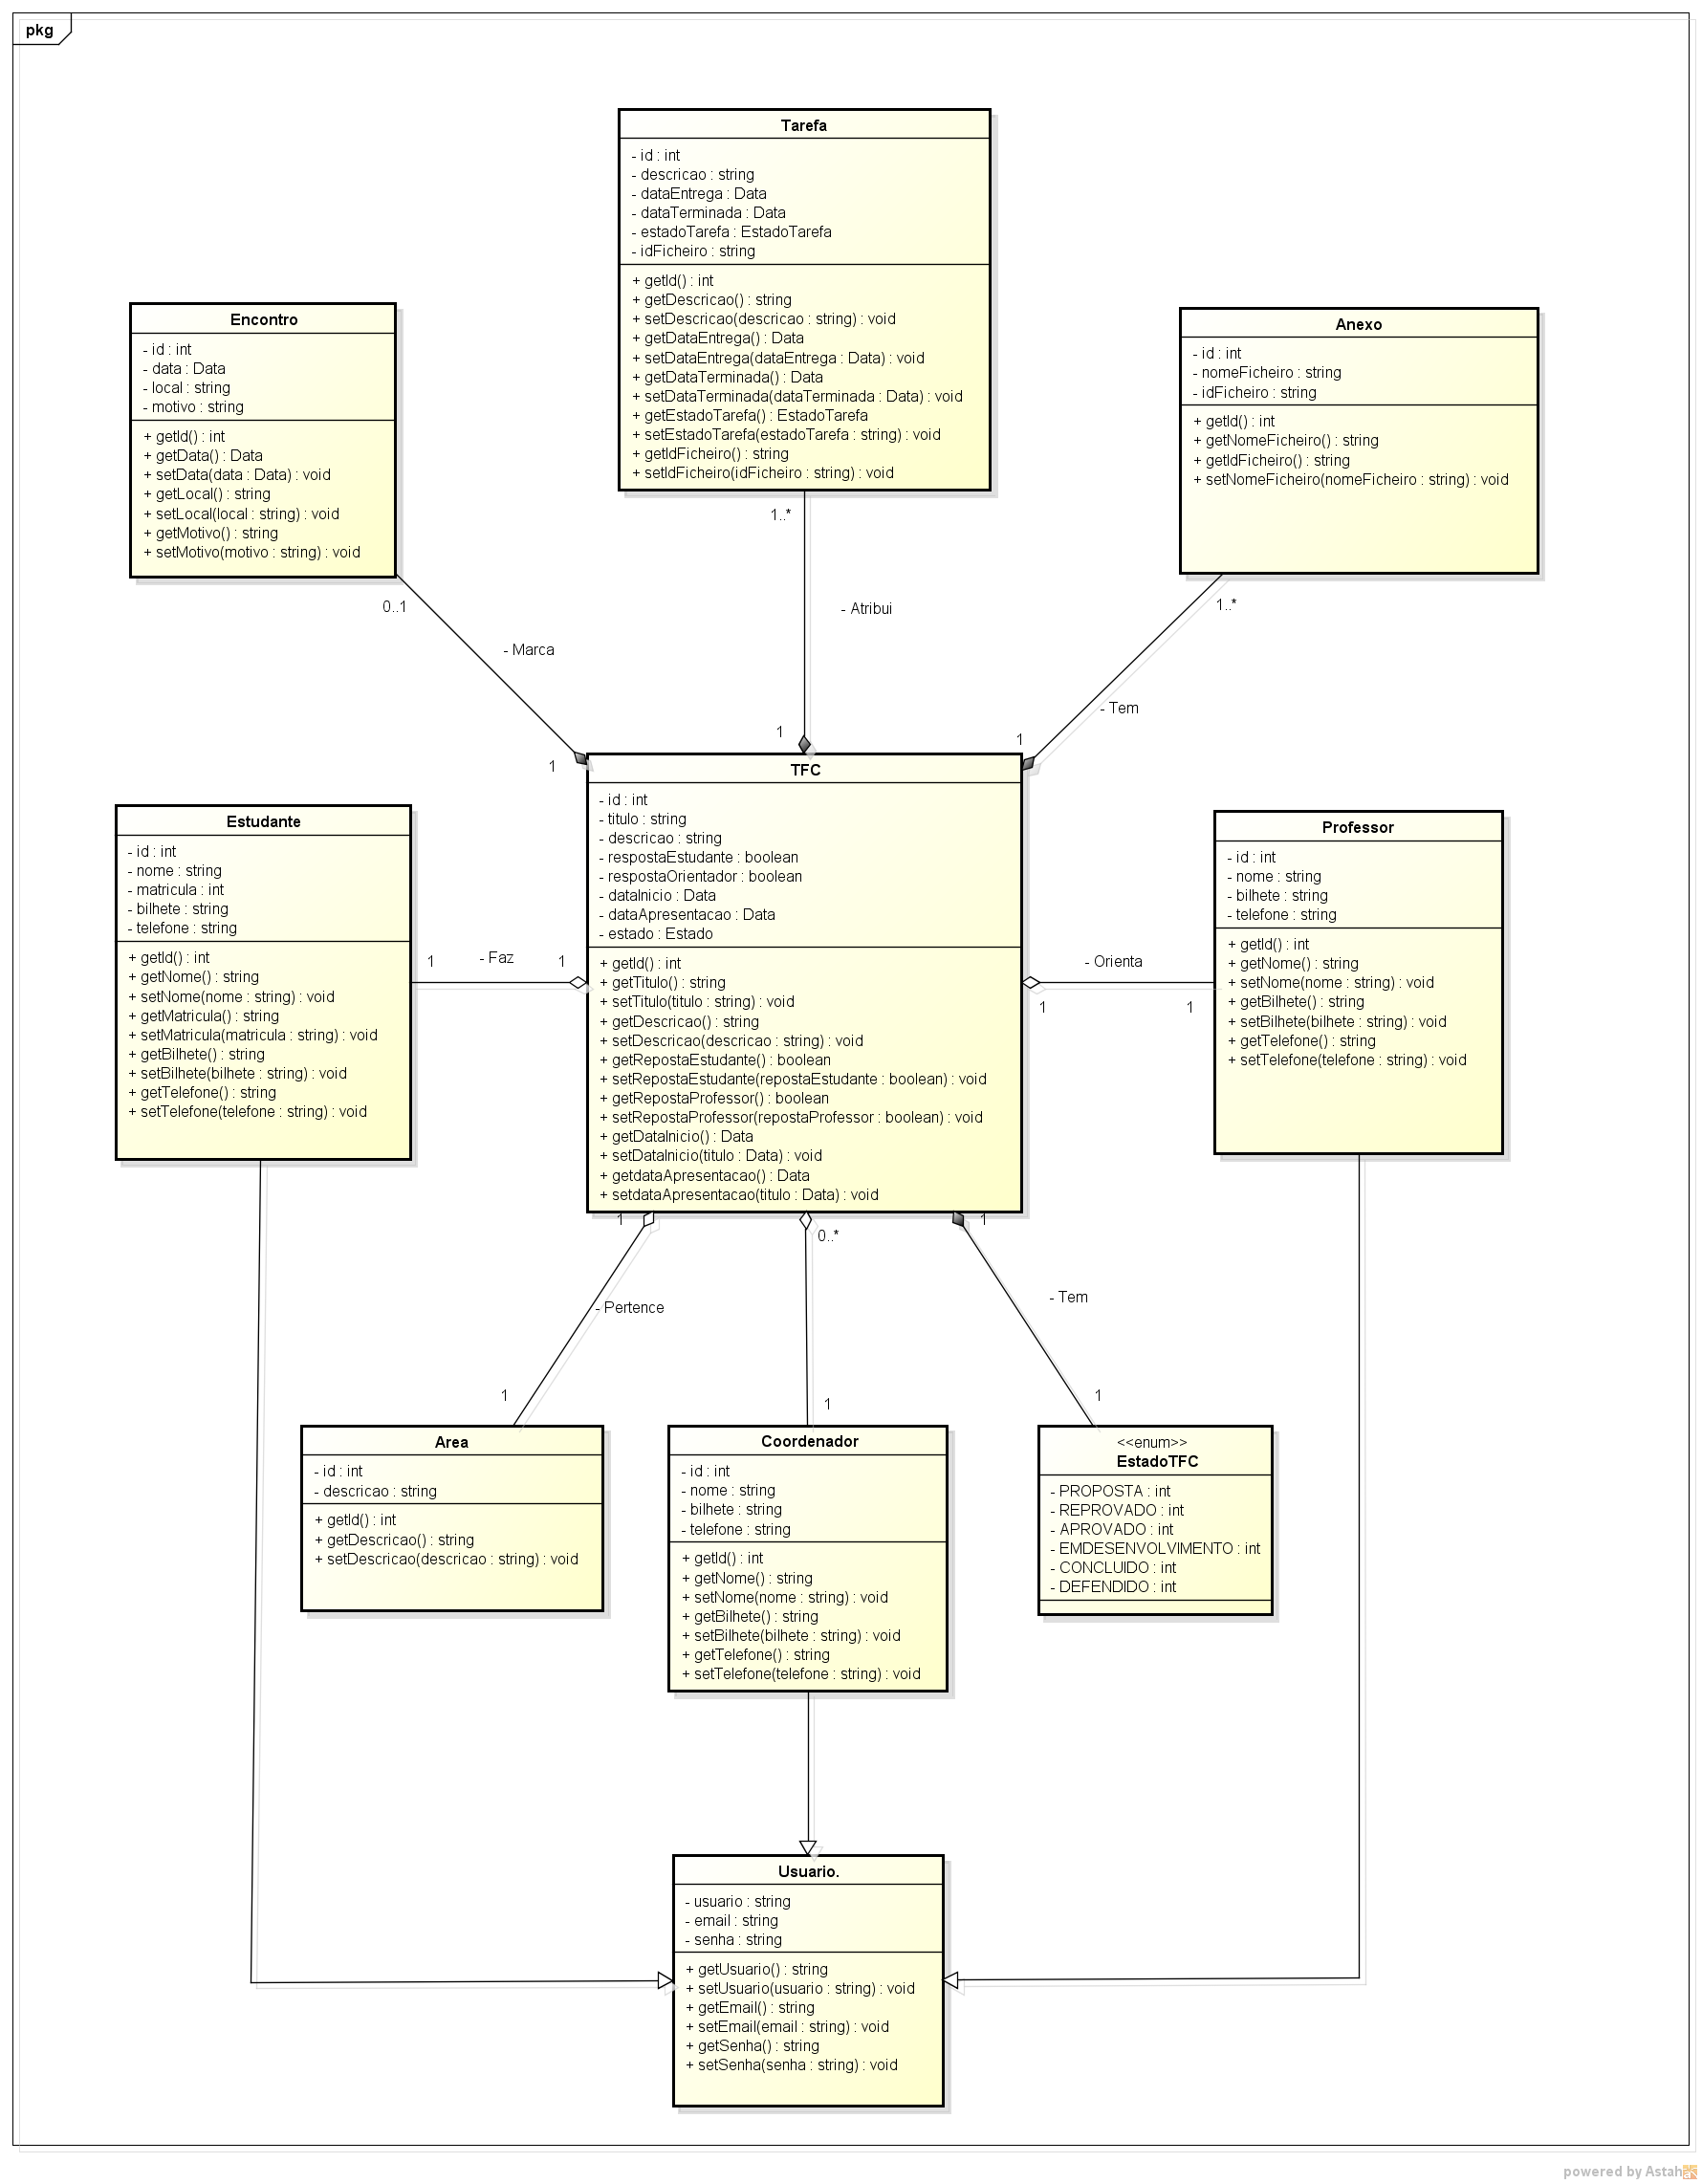 pkg
Tarefa
- id : int
- descricao : string
- dataEntrega : Data
- dataTerminada : Data
- estadoTarefa : EstadoTarefa
- idFicheiro : string
+ getId() : int
+ getDescricao() : string
+ setDescricao(descricao : string) : void
+ getDataEntrega() : Data
+ setDataEntrega(dataEntrega : Data) : void
+ getDataTerminada() : Data
+ setDataTerminada(dataTerminada : Data) : void
+ getEstadoTarefa() : EstadoTarefa
+ setEstadoTarefa(estadoTarefa : string) : void
+ getIdFicheiro() : string
+ setIdFicheiro(idFicheiro : string) : void
Encontro
- id : int
- data : Data
- local : string
- motivo : string
+ getId() : int
+ getData() : Data
+ setData(data : Data) : void
+ getLocal() : string
+ setLocal(local : string) : void
+ getMotivo() : string
+ setMotivo(motivo : string) : void
Anexo
- id : int
- nomeFicheiro : string
- idFicheiro : string
+ getId() : int
+ getNomeFicheiro() : string
+ getIdFicheiro() : string
+ setNomeFicheiro(nomeFicheiro : string) : void
1..*
0..1
- Atribui
1..*
- Marca
- Tem
1
1
1
TFC
- id : int
- titulo : string
- descricao : string
- respostaEstudante : boolean
- respostaOrientador : boolean
- dataInicio : Data
- dataApresentacao : Data
- estado : Estado
+ getId() : int
+ getTitulo() : string
+ setTitulo(titulo : string) : void
+ getDescricao() : string
+ setDescricao(descricao : string) : void
+ getRepostaEstudante() : boolean
+ setRepostaEstudante(repostaEstudante : boolean) : void
+ getRepostaProfessor() : boolean
+ setRepostaProfessor(repostaProfessor : boolean) : void
+ getDataInicio() : Data
+ setDataInicio(titulo : Data) : void
+ getdataApresentacao() : Data
+ setdataApresentacao(titulo : Data) : void
Estudante
- id : int
- nome : string
- matricula : int
- bilhete : string
- telefone : string
+ getId() : int
+ getNome() : string
+ setNome(nome : string) : void
+ getMatricula() : string
+ setMatricula(matricula : string) : void
+ getBilhete() : string
+ setBilhete(bilhete : string) : void
+ getTelefone() : string
+ setTelefone(telefone : string) : void
1
- Faz
1
Professor
- id : int
- nome : string
- bilhete : string
- telefone : string
+ getId() : int
+ getNome() : string
+ setNome(nome : string) : void
+ getBilhete() : string
+ setBilhete(bilhete : string) : void
+ getTelefone() : string
+ setTelefone(telefone : string) : void
- Orienta
1
1
1
0..*
1
- Pertence
- Tem
1
1
1
Area
- id : int
- descricao : string
+ getId() : int
+ getDescricao() : string
+ setDescricao(descricao : string) : void
Coordenador
- id : int
- nome : string
- bilhete : string
- telefone : string
+ getId() : int
+ getNome() : string
+ setNome(nome : string) : void
+ getBilhete() : string
+ setBilhete(bilhete : string) : void
+ getTelefone() : string
+ setTelefone(telefone : string) : void
<<enum>>
EstadoTFC
- PROPOSTA : int
- REPROVADO : int
- APROVADO : int
- EMDESENVOLVIMENTO : int
- CONCLUIDO : int
- DEFENDIDO : int
Usuario.
- usuario : string
- email : string
- senha : string
+ getUsuario() : string
+ setUsuario(usuario : string) : void
+ getEmail() : string
+ setEmail(email : string) : void
+ getSenha() : string
+ setSenha(senha : string) : void
powered by Astah